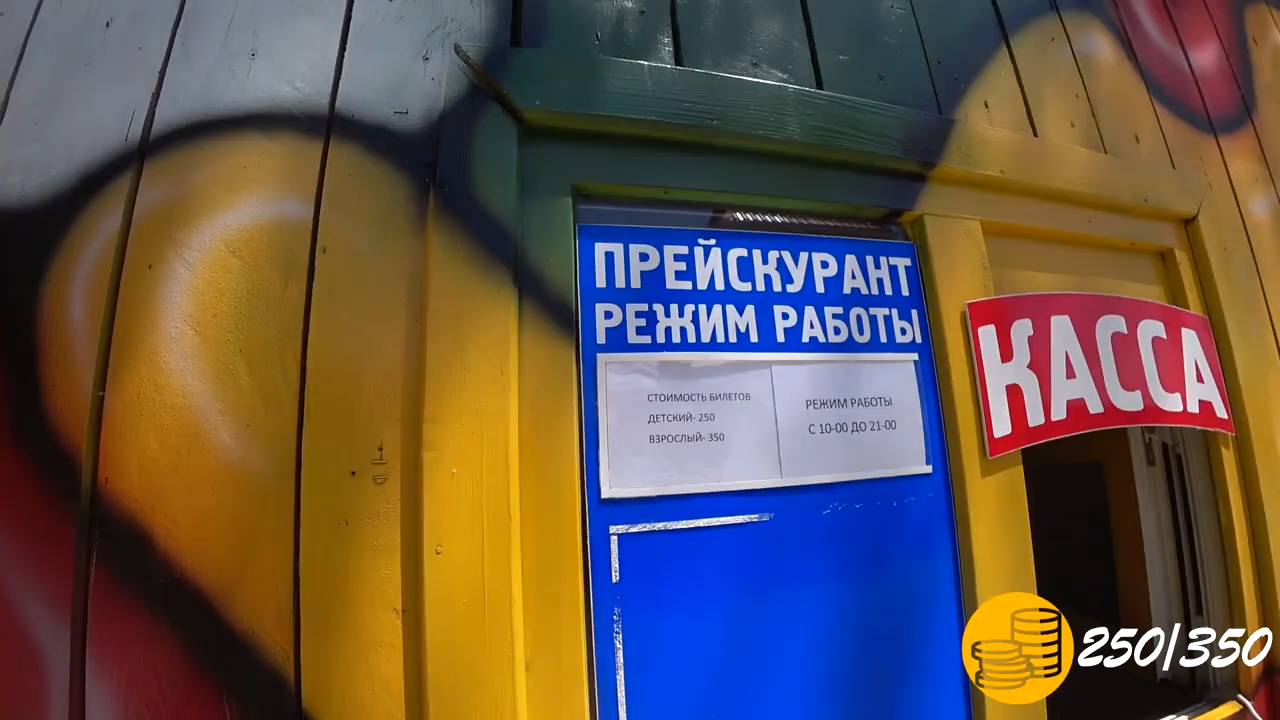 ПРЕЙСКУРАНТ
РЕЖИМ РАБОТЫ
СТОИМОСТЬ БИЛЕТОВ
ДЕТСКИЙ- 250
ВЗРОСЛЫЙ- 350
РЕЖИМ РАБОТЫ
С 10-00 ДО 21-00
КАССА
250/350